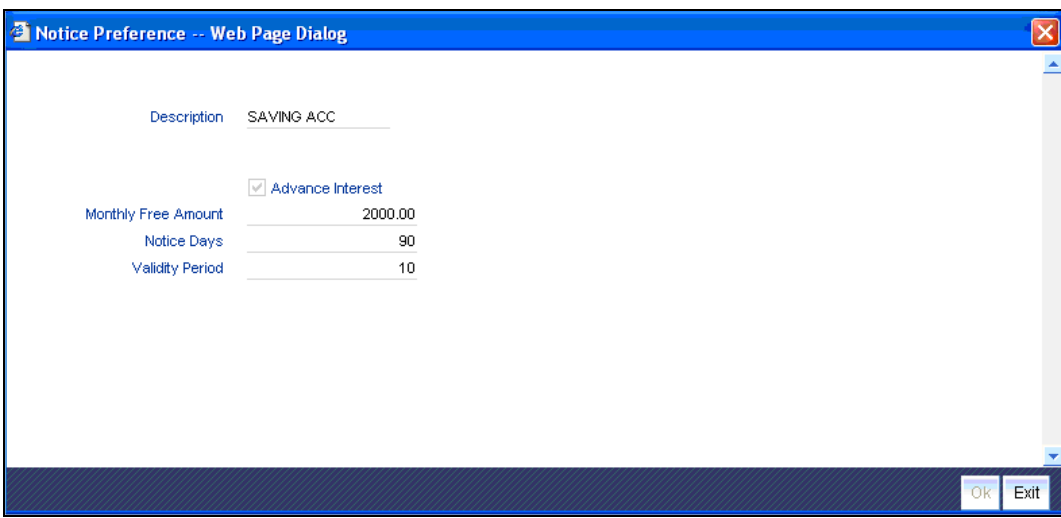 Notice Preference -- Web Page Dialog
Description SAVING ACC
Advance Interest
Monthly Free Amount 2000.00
Notice Days 90
Validity Period 10
Ok Exit